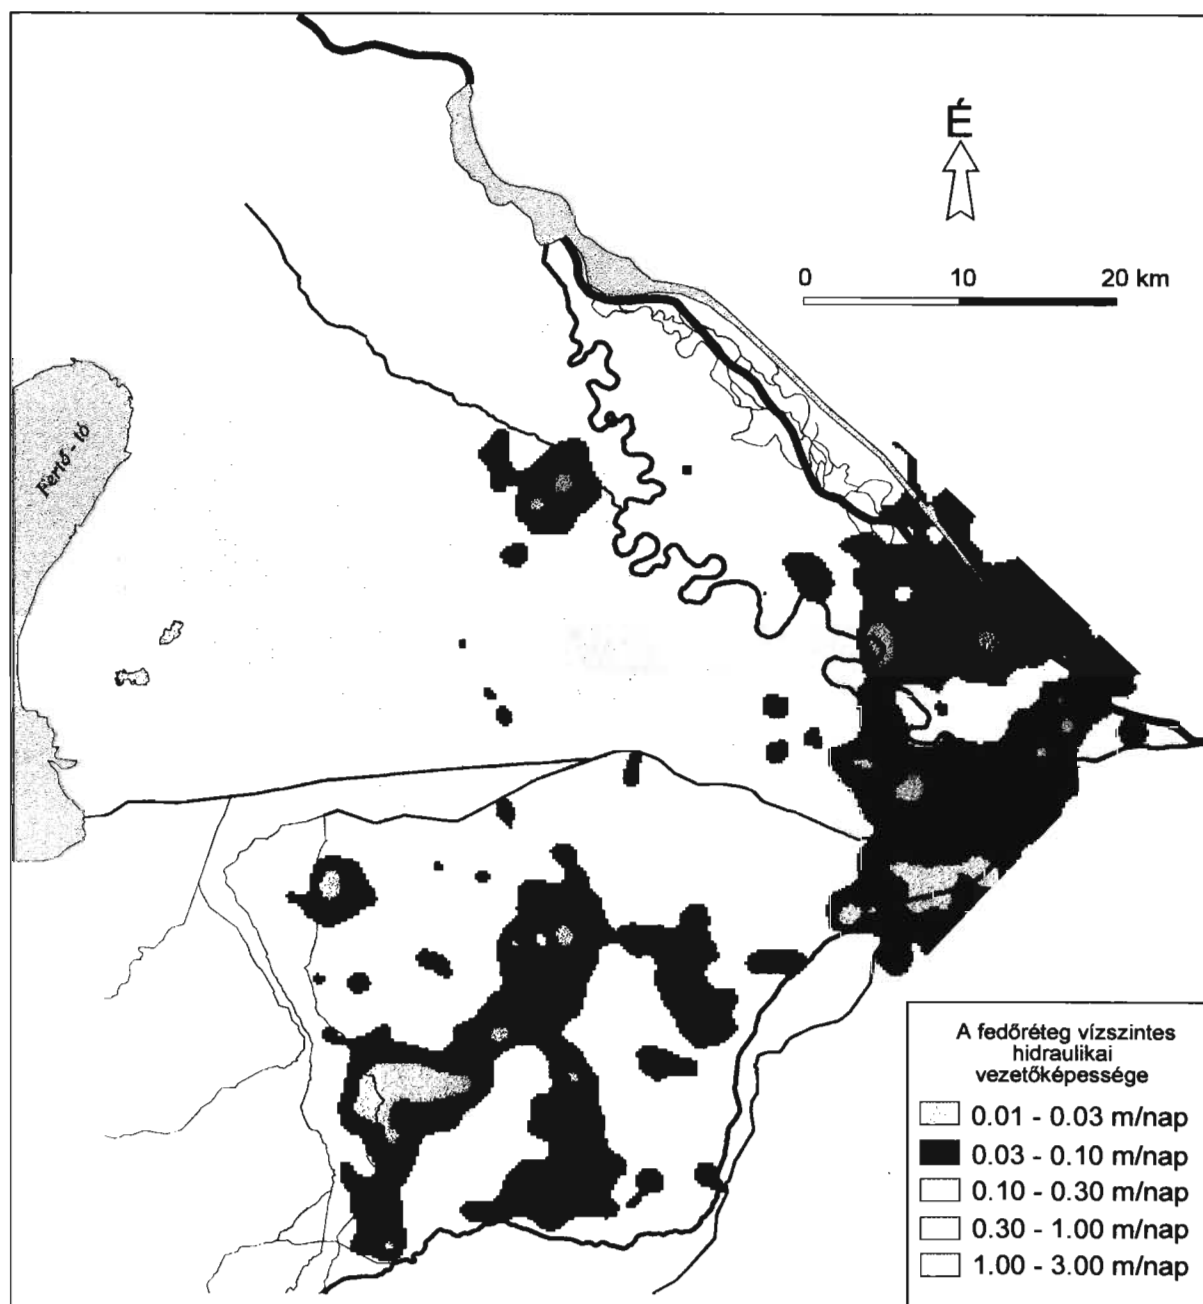 É
0 10 20 km
Fertő - tó
A fedőréteg vízszintes
hidraulikai
vezetőképessége
0.01 - 0.03 m/nap
0.03 - 0.10 m/nap
0.10 - 0.30 m/nap
0.30 - 1.00 m/nap
1.00 - 3.00 m/nap